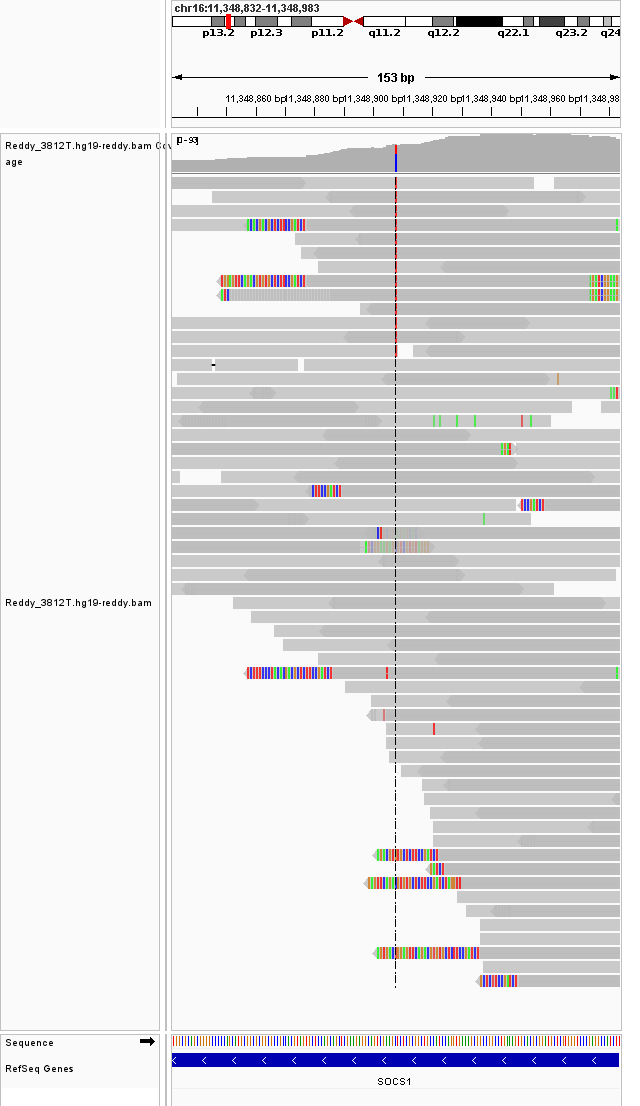 chr16:11,348,832-11,348,983
p13.2 p12.3 p11.2 q11.2 q12.2 q22.1 q23.2 q24
153 bp
11,348,860 bp 11,348,880 bp 11,348,900 bp 11,348,920 bp 11,348,940 bp 11,348,960 bp 11,348,98
Reddy_3812T.hg19-reddy.bam Cov
age
[0 - 93]
Reddy_3812T.hg19-reddy.bam
Sequence
RefSeq Genes
SOCS1